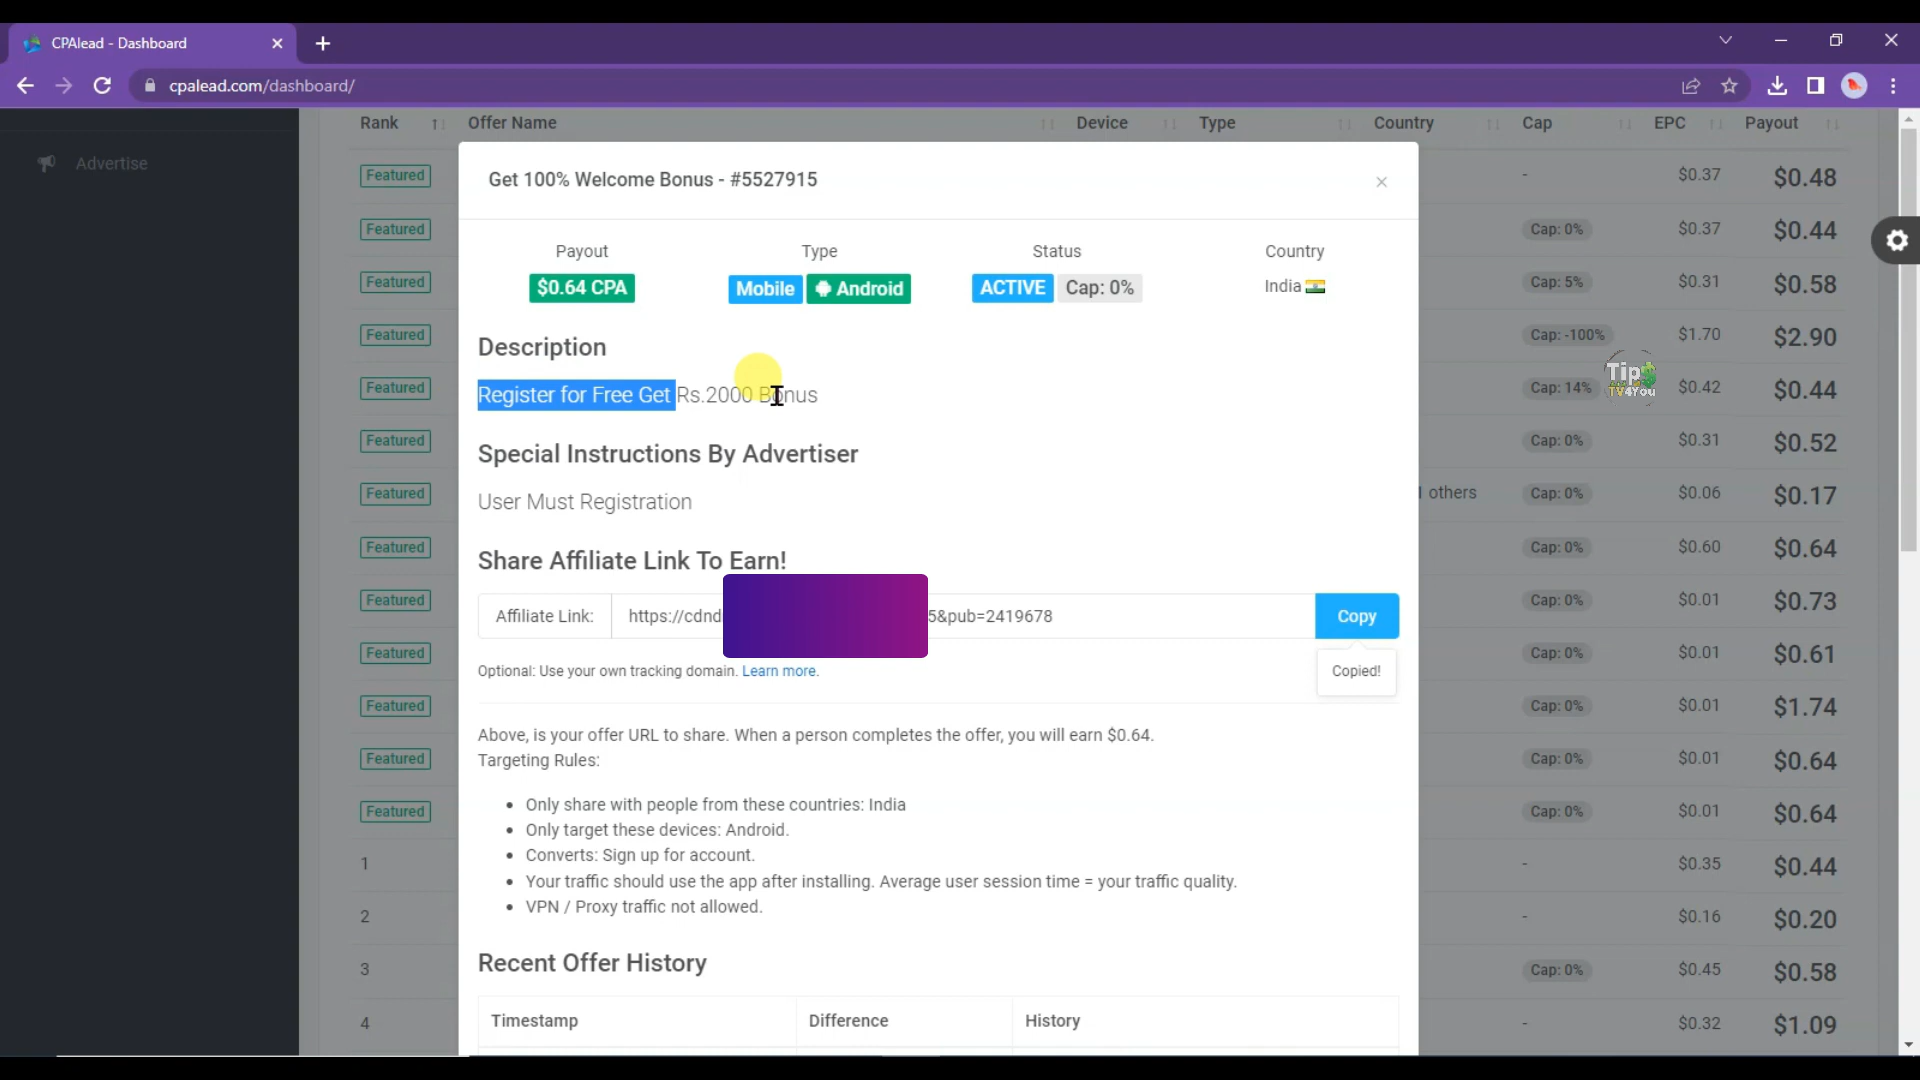 CPAlead - Dashboard
cpalead.com/dashboard/
Advertise
Rank Offer Name Device Type Country Cap EPC Payout
Featured - $0.37 $0.48
Featured Cap: 0% $0.37 $0.44
Featured Cap: 5% $0.31 $0.58
Featured Cap: -100% $1.70 $2.90
Featured Cap: 14% $0.42 $0.44
Featured Cap: 0% $0.31 $0.52
Featured others Cap: 0% $0.06 $0.17
Featured Cap: 0% $0.60 $0.64
Featured Cap: 0% $0.01 $0.73
Featured Cap: 0% $0.01 $0.61
Featured Cap: 0% $0.01 $1.74
Featured Cap: 0% $0.01 $0.64
Featured Cap: 0% $0.01 $0.64
1 - $0.35 $0.44
2 - $0.16 $0.20
3 Cap: 0% $0.45 $0.58
4 - $0.32 $1.09
Tip
TV4You
Get 100% Welcome Bonus - #5527915
×
Payout Type Status Country
$0.64 CPA Mobile Android ACTIVE Cap: 0% India
Description
Register for Free Get Rs.2000 Bonus
Special Instructions By Advertiser
User Must Registration
Share Affiliate Link To Earn!
Affiliate Link: https://cdnd 5&pub=2419678 Copy
Optional: Use your own tracking domain. Learn more.
Copied!
Above, is your offer URL to share. When a person completes the offer, you will earn $0.64.
Targeting Rules:
• Only share with people from these countries: India
• Only target these devices: Android.
• Converts: Sign up for account.
• Your traffic should use the app after installing. Average user session time = your traffic quality.
• VPN / Proxy traffic not allowed.
Recent Offer History
Timestamp Difference History